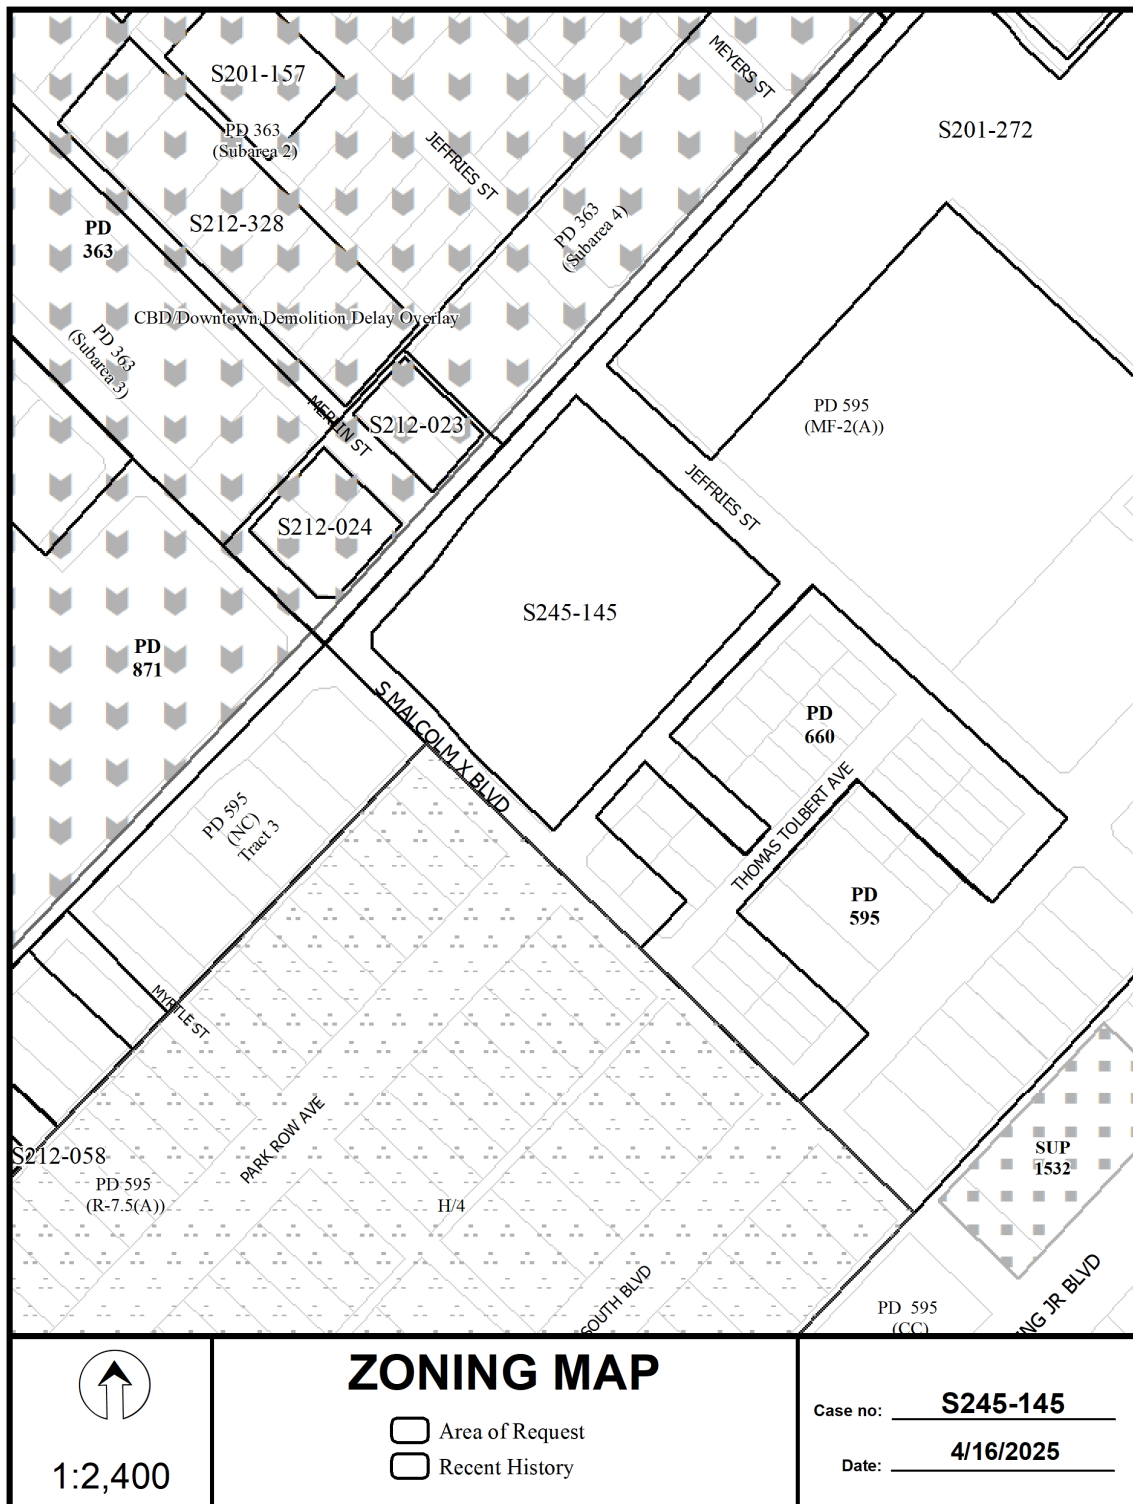 S201-157
MEYERS ST
S201-272
PD 363
(Subarea 2)
JEFFRIES ST
S212-328
PD
363
PD 363
(Subarea 4)
CBD/Downtown Demolition Delay Overlay
PD 363
(Subarea 3)
MERLIN ST
S212-023
PD 595
(MF-2(A))
JEFFRIES ST
S212-024
S245-145
PD
871
S MALCOLM X BLVD
PD
660
PD 595
(NC)
Tract 3
THOMAS TOLBERT AVE
PD
595
MYRTLE ST
PARK ROW AVE
S212-058
PD 595
(R-7.5(A))
H/4
SUP
1532
SOUTH BLVD
PD 595
(CC)
NG JR BLVD
1:2,400
ZONING MAP
Area of Request
Recent History
Case no: S245-145
Date: 4/16/2025